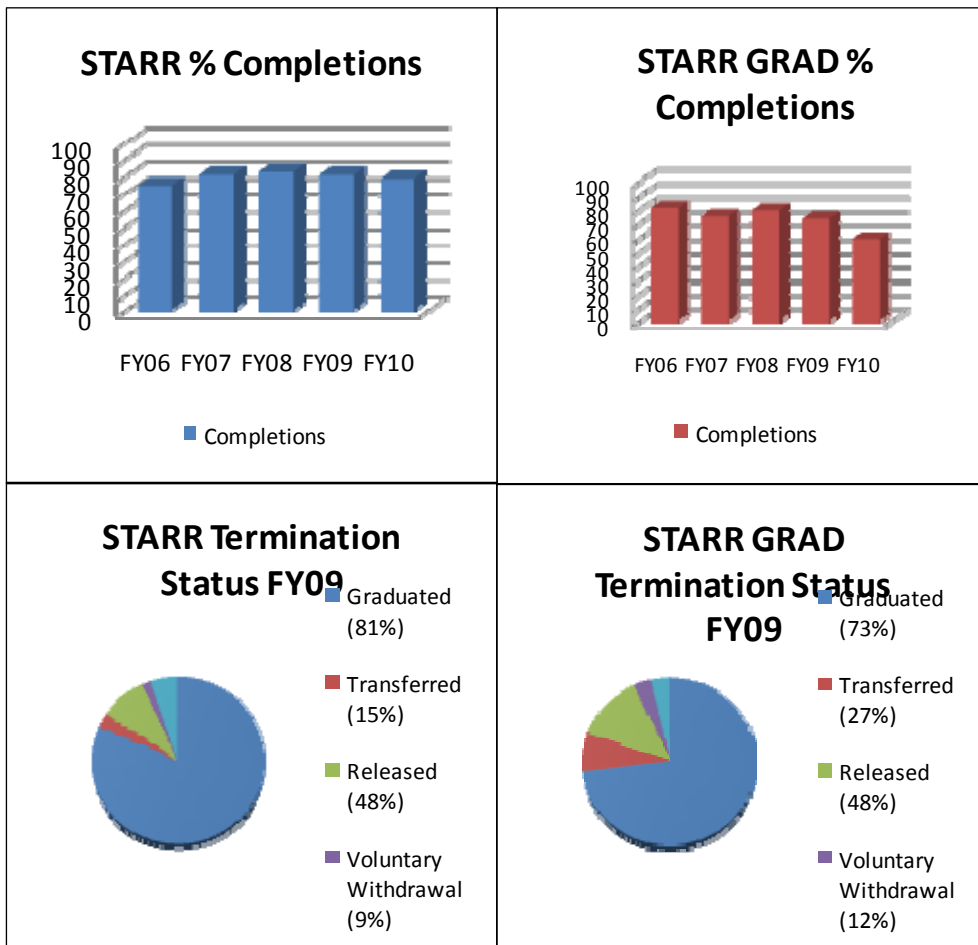 STARR % Completions
100
90
80
70
60
50
40
30
20
10
0
FY06 FY07 FY08 FY09 FY10
Completions
STARR GRAD %
Completions
100
90
80
70
60
50
40
30
20
10
0
FY06 FY07 FY08 FY09 FY10
Completions
STARR Termination
Status FY09
Graduated
(81%)
Transferred
(15%)
Released
(48%)
Voluntary
Withdrawal
(9%)
STARR GRAD
Termination Status
FY09
Graduated
(73%)
Transferred
(27%)
Released
(48%)
Voluntary
Withdrawal
(12%)